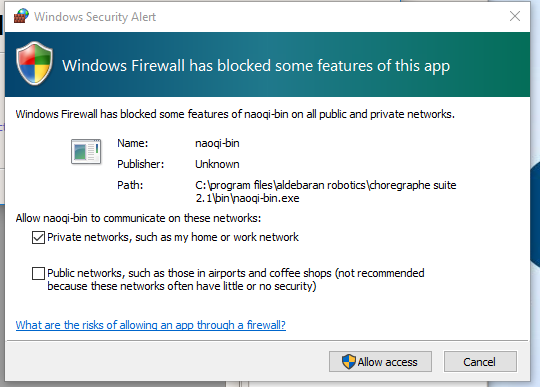 Windows Security Alert
Windows Firewall has blocked some features of this app
Windows Firewall has blocked some features of naoqi-bin on all public and private networks.
Name: naoqi-bin
Publisher: Unknown
Path: C:\program files\aldebaran robotics\choregraphe suite
2.1\bin\naoqi-bin.exe
Allow naoqi-bin to communicate on these networks:
Private networks, such as my home or work network
Public networks, such as those in airports and coffee shops (not recommended
because these networks often have little or no security)
What are the risks of allowing an app through a firewall?
Allow access Cancel